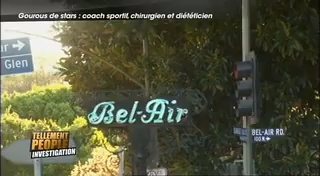 Gourous de stars : coach sportif, chirurgien et diététicien
Glen
Bel-Air
BEL-AIR RD.
TELLEMENT
PEOPLE
INVESTIGATION